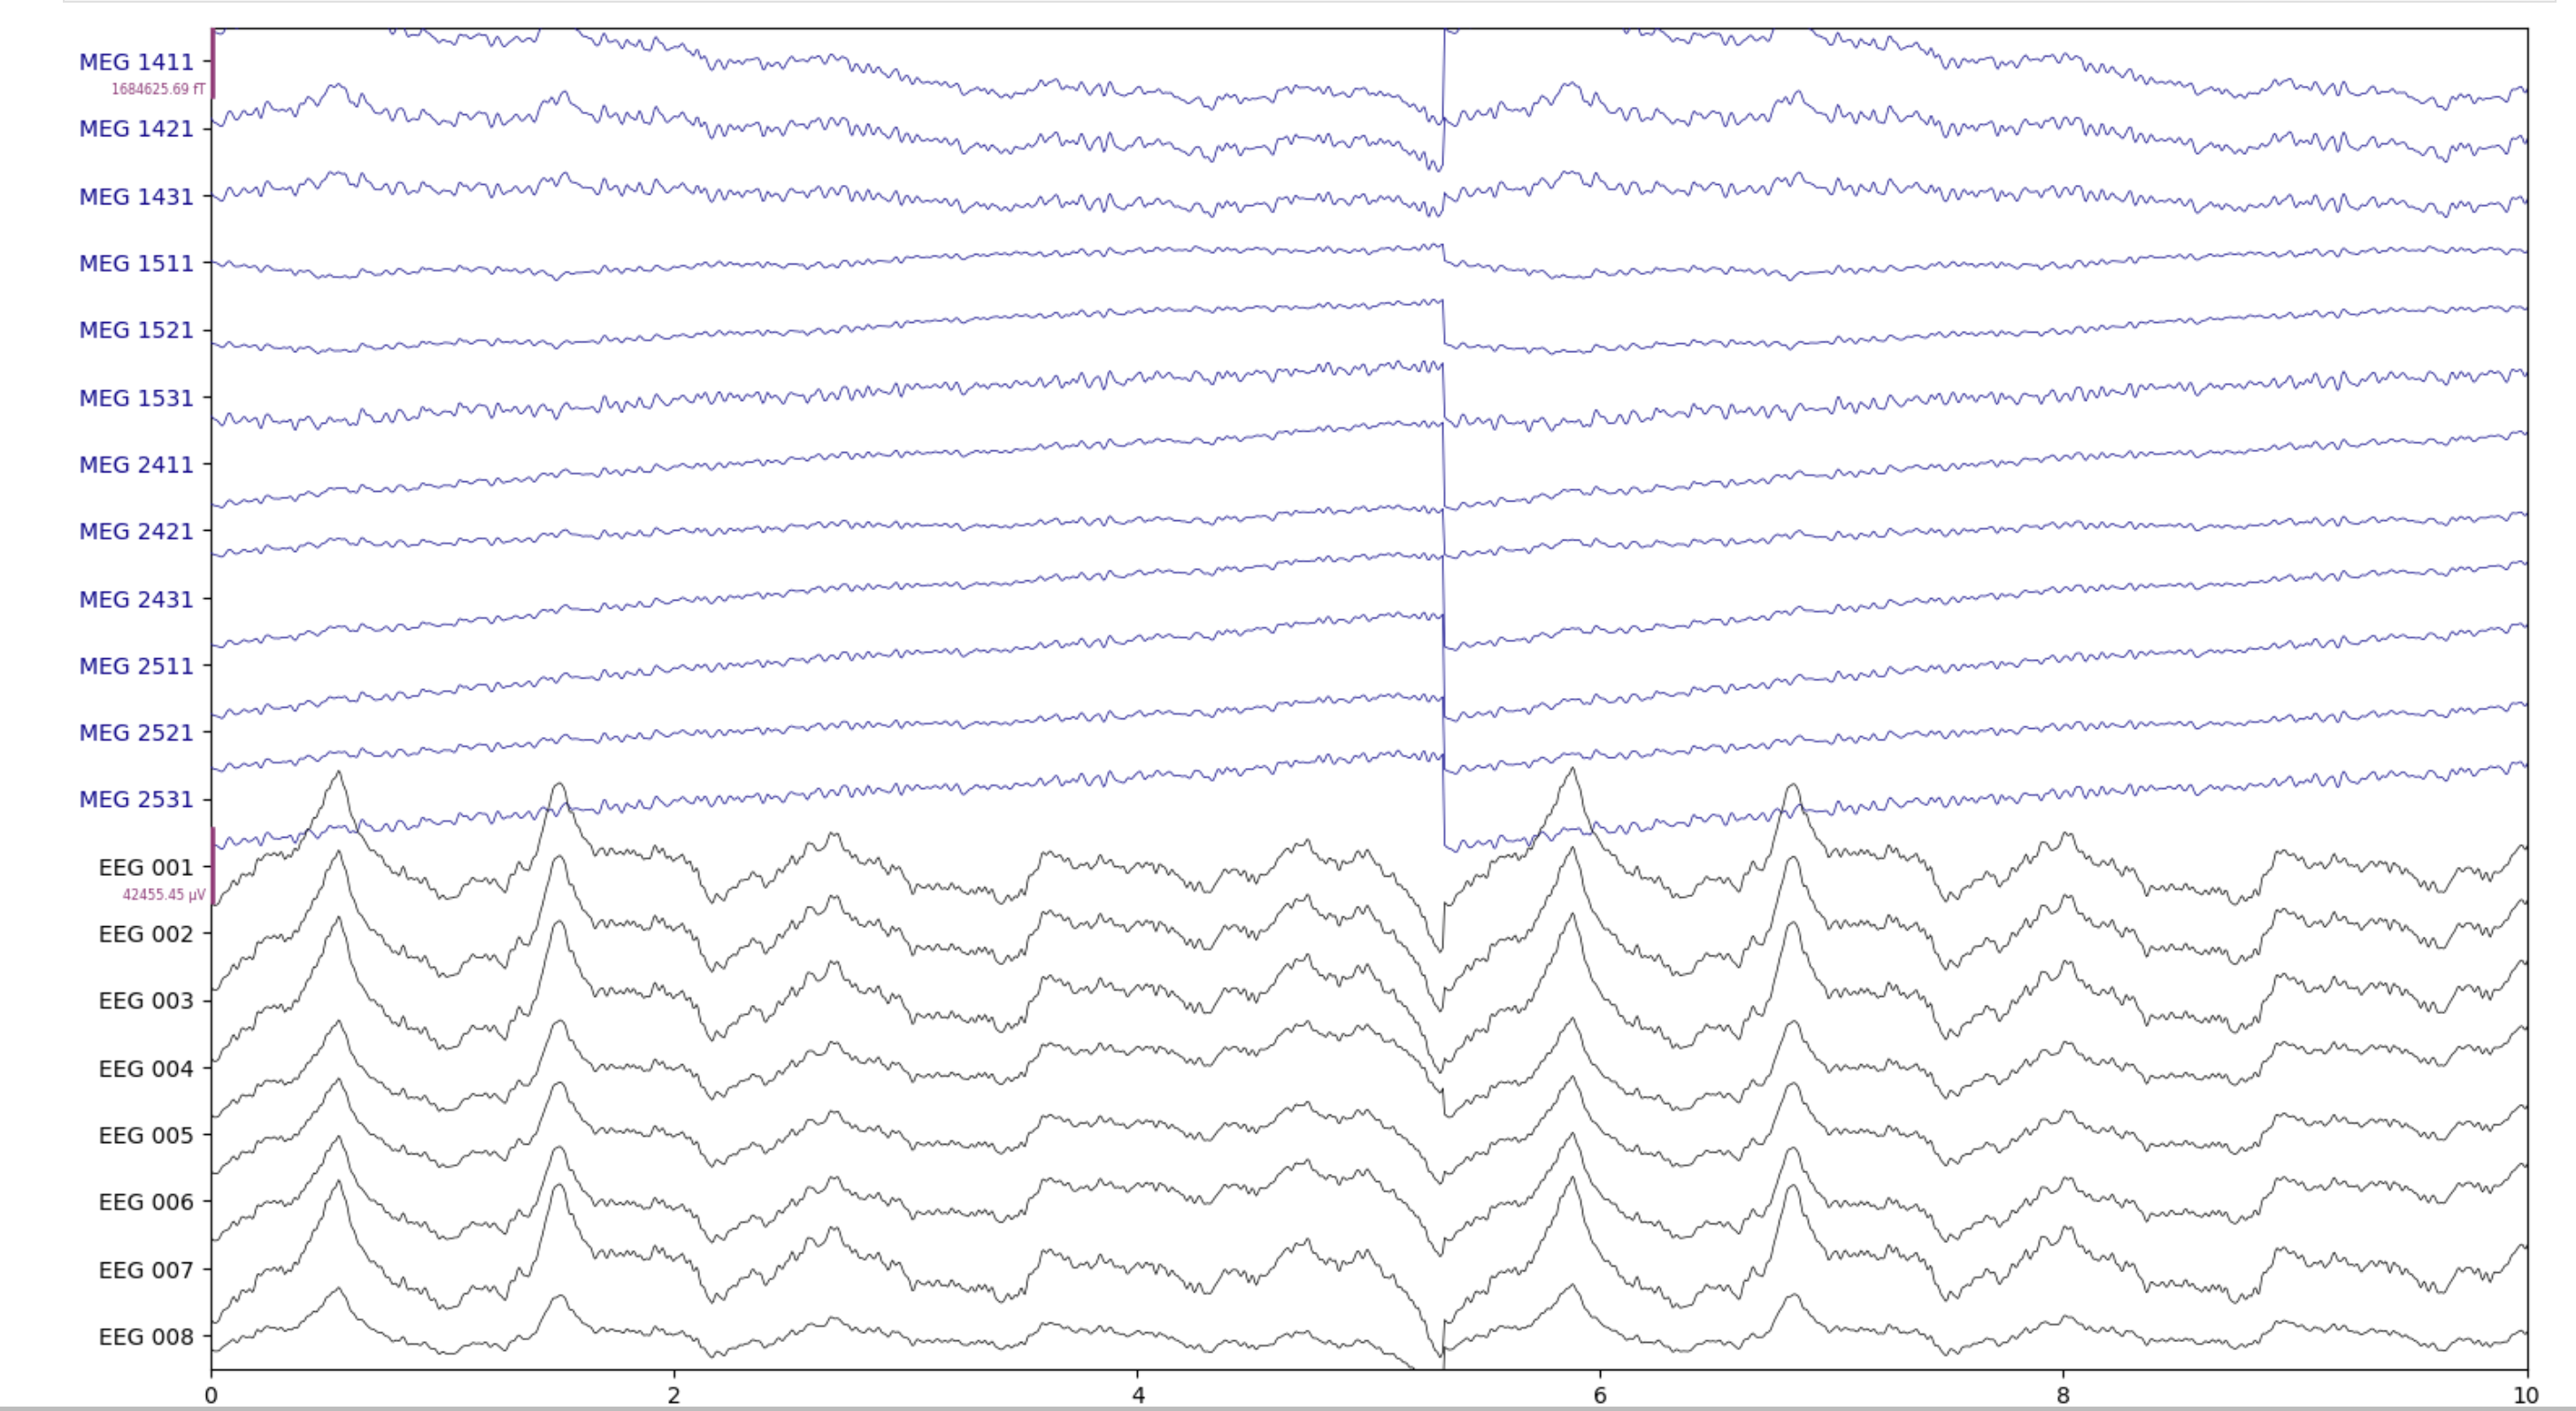 MEG 1411
1684625.69 fT
MEG 1421
MEG 1431
MEG 1511
MEG 1521
MEG 1531
MEG 2411
MEG 2421
MEG 2431
MEG 2511
MEG 2521
MEG 2531
EEG 001
42455.45 µV
EEG 002
EEG 003
EEG 004
EEG 005
EEG 006
EEG 007
EEG 008
0 2 4 6 8 10